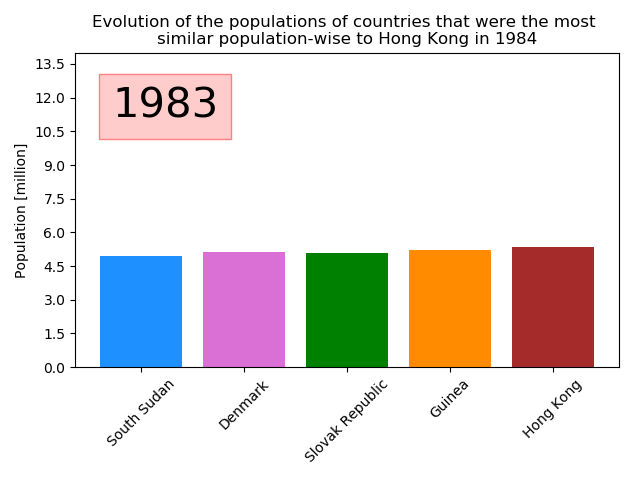 Evolution of the populations of countries that were the most
similar population-wise to Hong Kong in 1984
1983
Population [million]
13.5
12.0
10.5
9.0
7.5
6.0
4.5
3.0
1.5
0.0
South Sudan
Denmark
Slovak Republic
Guinea
Hong Kong